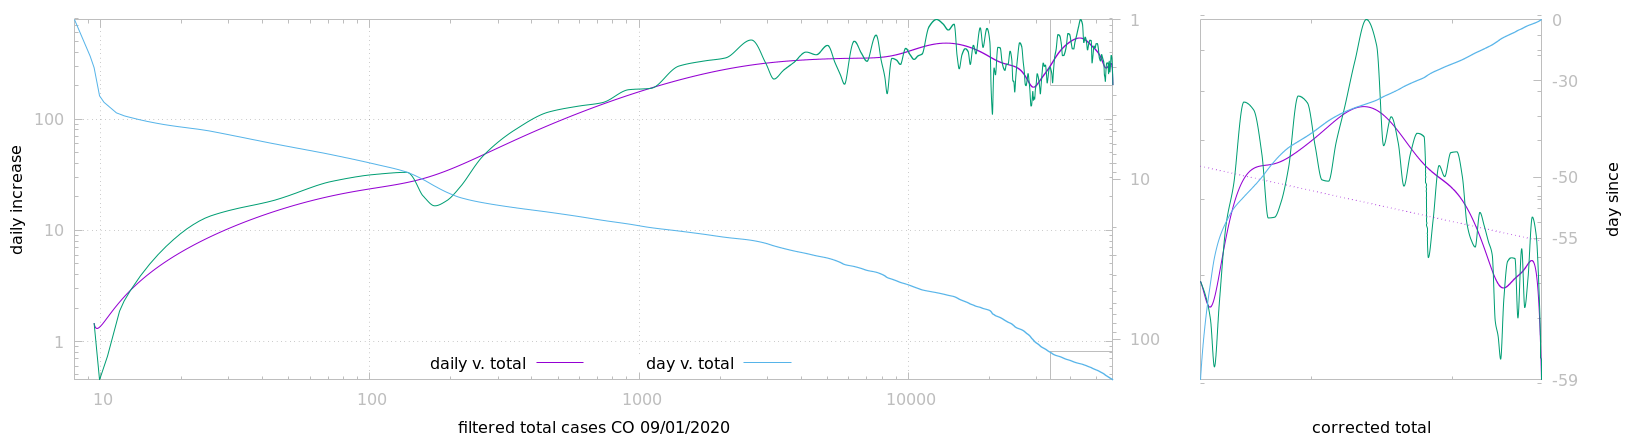 daily increase
100
10
1
10
100
1000
10000
1
10
100
daily v. total
day v. total
filtered total cases CO 09/01/2020
0
-30
-50
-55
-59
day since
corrected total